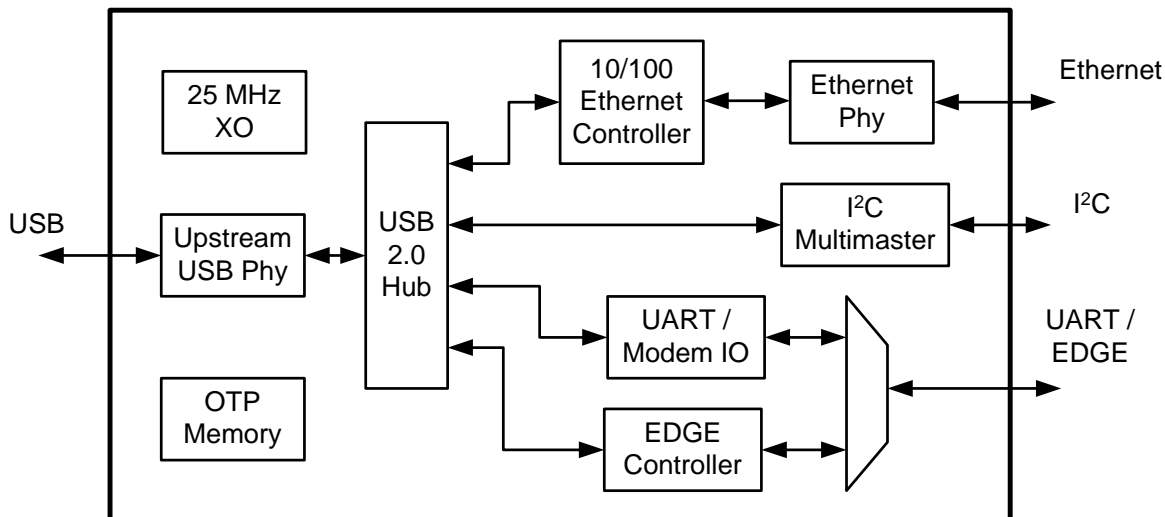 25 MHz
XO
10/100
Ethernet
Controller
Ethernet
Phy
Ethernet
USB
Upstream
USB Phy
USB
2.0
Hub
I²C
Multimaster
I²C
UART /
Modem IO
UART /
EDGE
OTP
Memory
EDGE
Controller